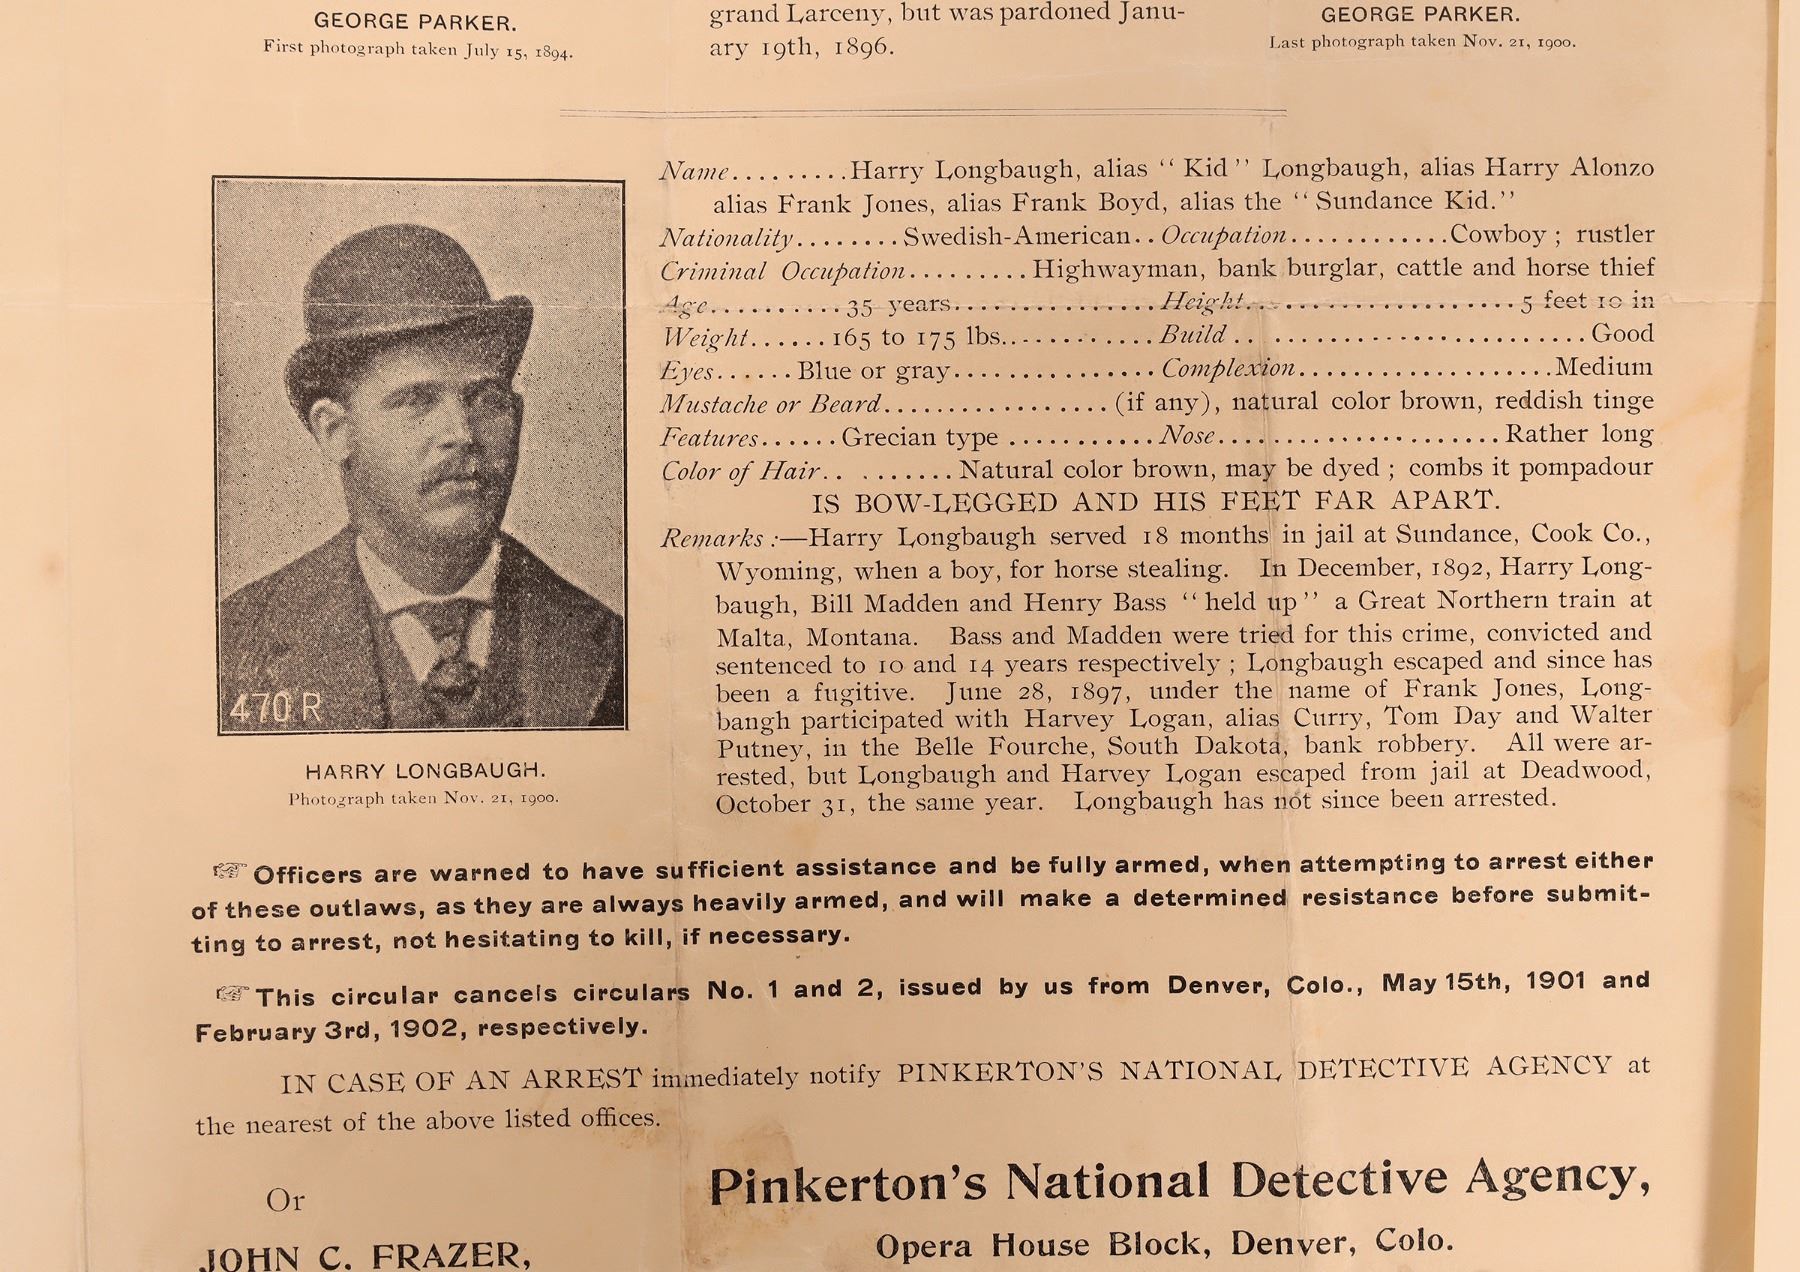 GEORGE PARKER.
First photograph taken July 15, 1894.
grand Larceny, but was pardoned Janu-
ary 19th, 1896.
GEORGE PARKER.
Last photograph taken Nov. 21, 1900.
470 R
HARRY LONGBAUGH.
Photograph taken Nov. 21, 1900.
Name.........Harry Longbaugh, alias "Kid" Longbaugh, alias Harry Alonzo
alias Frank Jones, alias Frank Boyd, alias the "Sundance Kid."
Nationality........Swedish-American..Occupation............Cowboy; rustler
Criminal Occupation.........Highwayman, bank burglar, cattle and horse thief
Age..........35 years.................Height.....................5 feet 10 in
Weight......165 to 175 lbs.............Build.........................Good
Eyes......Blue or gray................Complexion...................Medium
Mustache or Beard.................(if any), natural color brown, reddish tinge
Features......Grecian type...........Nose.....................Rather long
Color of Hair.........Natural color brown, may be dyed; combs it pompadour
IS BOW-LEGGED AND HIS FEET FAR APART.
Remarks:—Harry Longbaugh served 18 months in jail at Sundance, Cook Co.,
Wyoming, when a boy, for horse stealing. In December, 1892, Harry Long-
baugh, Bill Madden and Henry Bass "held up" a Great Northern train at
Malta, Montana. Bass and Madden were tried for this crime, convicted and
sentenced to 10 and 14 years respectively; Longbaugh escaped and since has
been a fugitive. June 28, 1897, under the name of Frank Jones, Long-
bangh participated with Harvey Logan, alias Curry, Tom Day and Walter
Putney, in the Belle Fourche, South Dakota, bank robbery. All were ar-
rested, but Longbaugh and Harvey Logan escaped from jail at Deadwood,
October 31, the same year. Longbaugh has not since been arrested.
☞ Officers are warned to have sufficient assistance and be fully armed, when attempting to arrest either
of these outlaws, as they are always heavily armed, and will make a determined resistance before submit-
ting to arrest, not hesitating to kill, if necessary.
☞ This circular cancels circulars No. 1 and 2, issued by us from Denver, Colo., May 15th, 1901 and
February 3rd, 1902, respectively.
IN CASE OF AN ARREST immediately notify PINKERTON'S NATIONAL DETECTIVE AGENCY at
the nearest of the above listed offices.
Or
JOHN C. FRAZER,
Pinkerton's National Detective Agency,
Opera House Block, Denver, Colo.